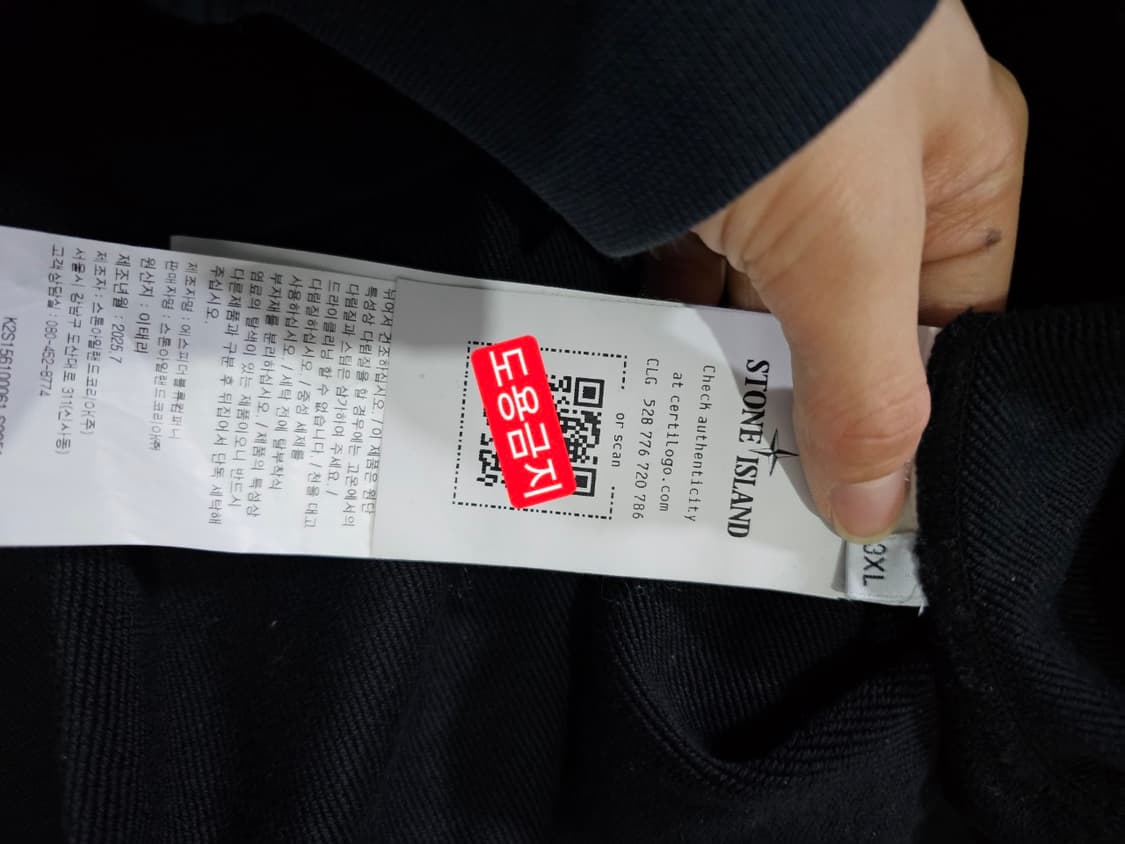 3XL
STONE ISLAND
Check authenticity
at certilogo.com
CLG 528 776 720 786
or scan
도용금지
뉘어서 건조하십시오. / 이 제품은 원단
특성상 다림질을 할 경우에는 고온에서의
다림질과 스팀은 삼가하여 주세요. /
드라이클리닝 할 수 없습니다. / 천을 대고
다림질하십시오. / 중성 세제를
사용하십시오. / 세탁 전에 탈부착식
부자재를 분리하십시오. / 제품의 특성상
염료의 탈색이 있는 제품이오니 반드시
다른제품과 구분 후 뒤집어서 단독 세탁해
주십시오.
제조자명 : 에스피더블류컴퍼니
판매자명 : 스톤아일랜드코리아㈜
원산지 : 이태리
제조년월 : 2025.7
제조자 : 스톤아일랜드코리아(주)
서울시 강남구 도산대로 311(신사동)
고객상담실 : 080-452-8774